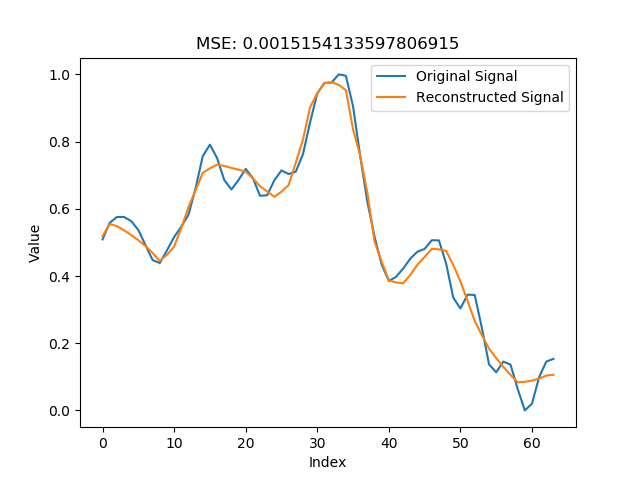 MSE: 0.0015154133597806915
Original Signal
Reconstructed Signal
1.0
0.8
0.6
0.4
0.2
0.0
Value
0 10 20 30 40 50 60
Index